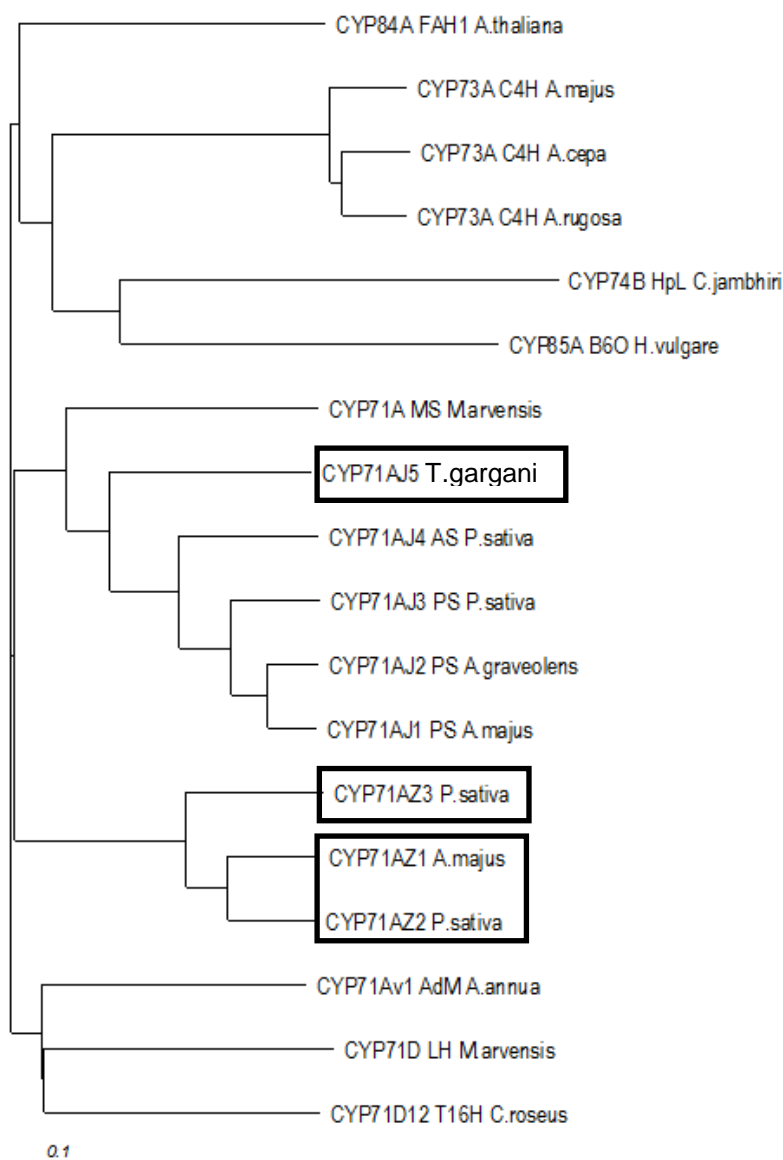 CYP84A FAH1 A.thaliana
CYP73A C4H A.majus
CYP73A C4H A.cepa
CYP73A C4H A.rugosa
CYP74B HpL C.jambhiri
CYP85A B6O H.vulgare
CYP71A MS M.arvensis
CYP71AJ5 T.gargani
CYP71AJ4 AS P.sativa
CYP71AJ3 PS P.sativa
CYP71AJ2 PS A.graveolens
CYP71AJ1 PS A.majus
CYP71AZ3 P.sativa
CYP71AZ1 A.majus
CYP71AZ2 P.sativa
CYP71Av1 AdM A.annua
CYP71D LH M.arvensis
CYP71D12 T16H C.roseus
0.1